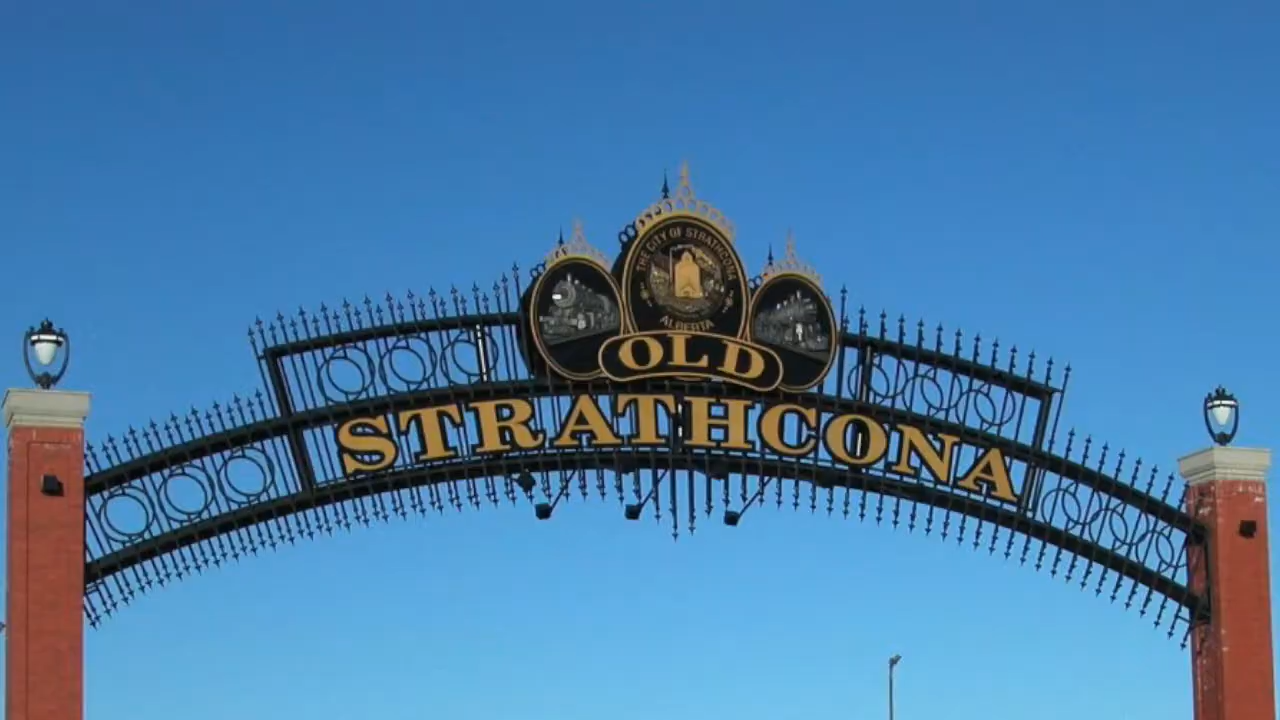 THE CITY OF STRATHCONA
ALBERTA
OLD
STRATHCONA